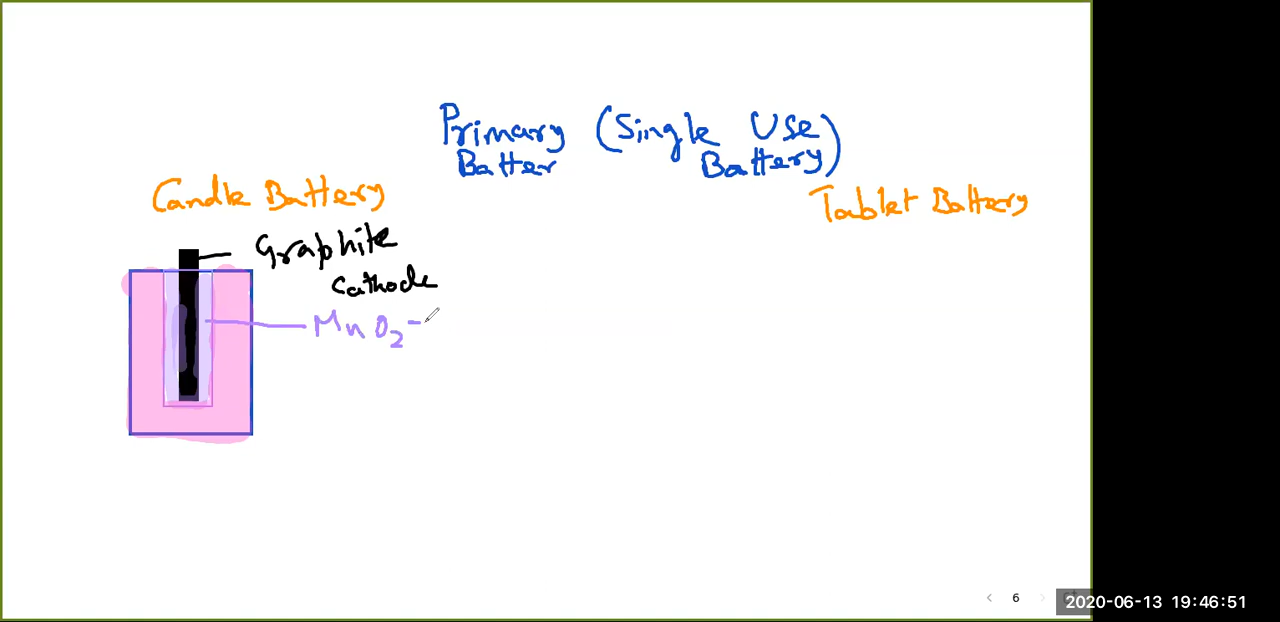 Primary (Single Use
Batter Battery)
Candle Battery
Tablet Battery
Graphite
Cathode
MnO2-
6
2020-06-13 19:46:51